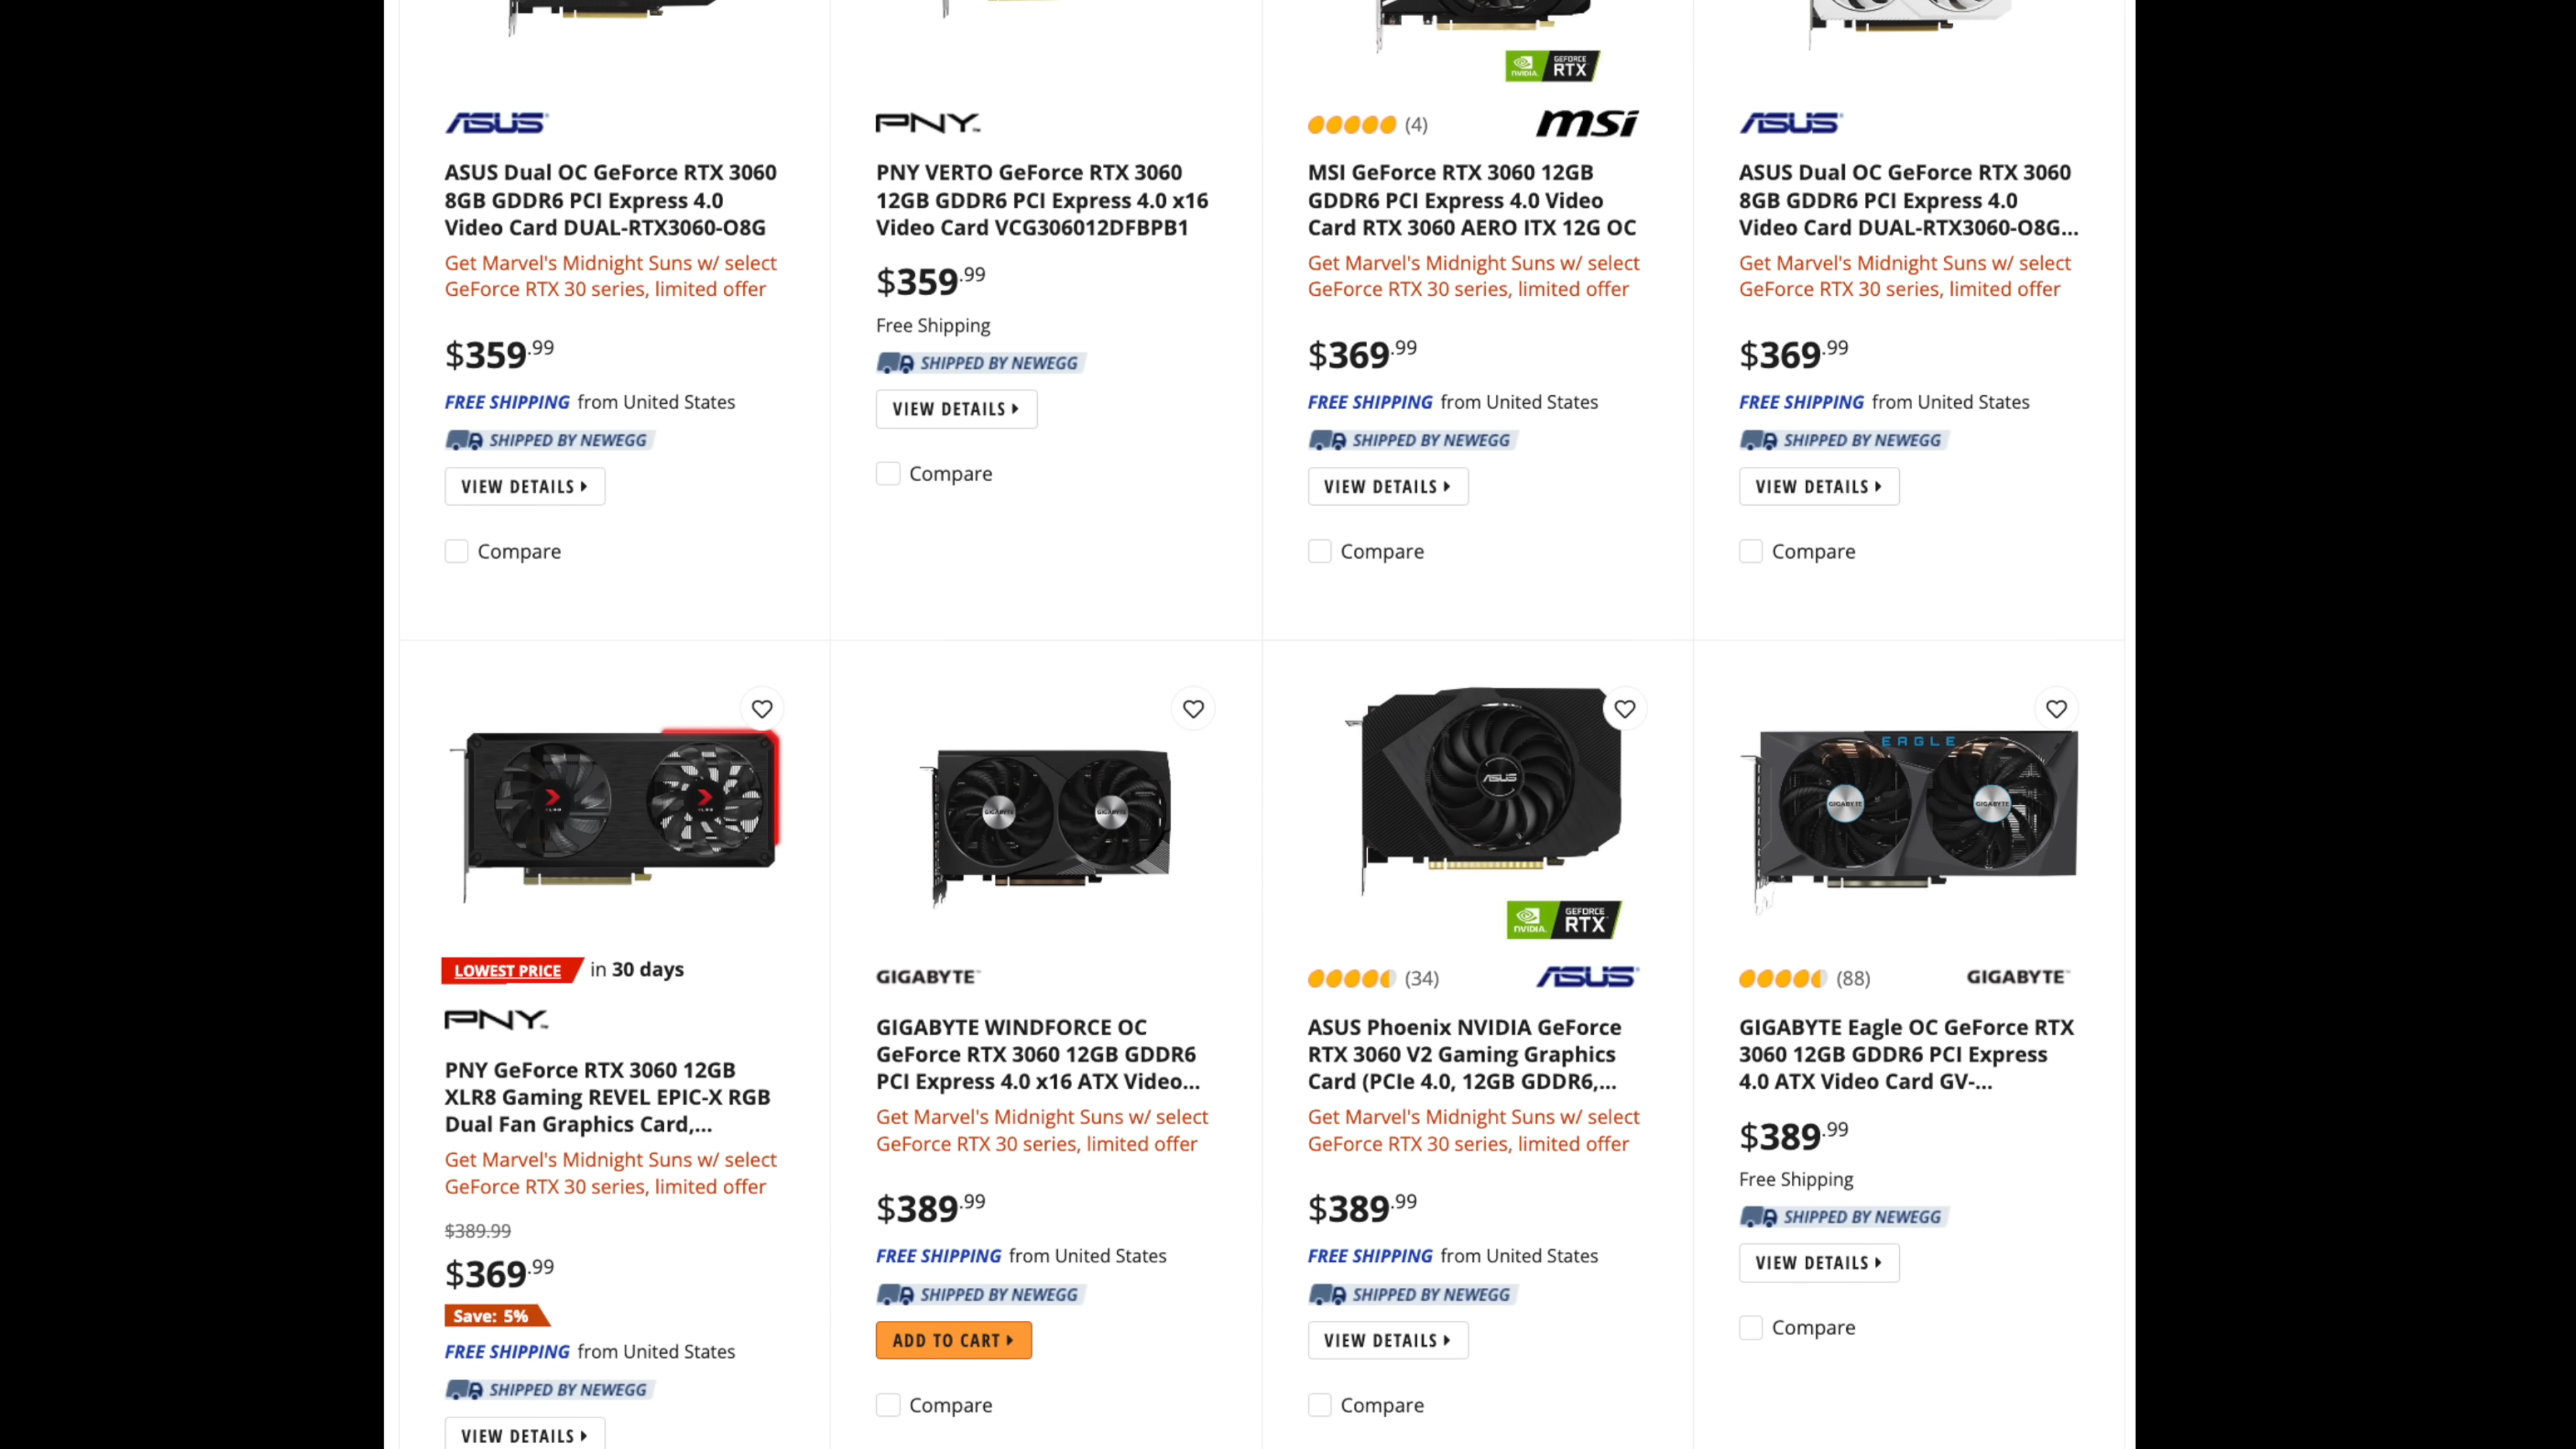 NVIDIA. GEFORCE RTX
ASUS
ASUS Dual OC GeForce RTX 3060
8GB GDDR6 PCI Express 4.0
Video Card DUAL-RTX3060-O8G
Get Marvel's Midnight Suns w/ select
GeForce RTX 30 series, limited offer
$359.99
FREE SHIPPING from United States
SHIPPED BY NEWEGG
VIEW DETAILS
Compare
PNY
PNY VERTO GeForce RTX 3060
12GB GDDR6 PCI Express 4.0 x16
Video Card VCG306012DFBPB1
$359.99
Free Shipping
SHIPPED BY NEWEGG
VIEW DETAILS
Compare
(4) msi
MSI GeForce RTX 3060 12GB
GDDR6 PCI Express 4.0 Video
Card RTX 3060 AERO ITX 12G OC
Get Marvel's Midnight Suns w/ select
GeForce RTX 30 series, limited offer
$369.99
FREE SHIPPING from United States
SHIPPED BY NEWEGG
VIEW DETAILS
Compare
ASUS
ASUS Dual OC GeForce RTX 3060
8GB GDDR6 PCI Express 4.0
Video Card DUAL-RTX3060-O8G...
Get Marvel's Midnight Suns w/ select
GeForce RTX 30 series, limited offer
$369.99
FREE SHIPPING from United States
SHIPPED BY NEWEGG
VIEW DETAILS
Compare
LOWEST PRICE in 30 days
PNY
PNY GeForce RTX 3060 12GB
XLR8 Gaming REVEL EPIC-X RGB
Dual Fan Graphics Card,...
Get Marvel's Midnight Suns w/ select
GeForce RTX 30 series, limited offer
$389.99
$369.99
Save: 5%
FREE SHIPPING from United States
SHIPPED BY NEWEGG
VIEW DETAILS
GIGABYTE GIGABYTE
GIGABYTE
GIGABYTE WINDFORCE OC
GeForce RTX 3060 12GB GDDR6
PCI Express 4.0 x16 ATX Video...
Get Marvel's Midnight Suns w/ select
GeForce RTX 30 series, limited offer
$389.99
FREE SHIPPING from United States
SHIPPED BY NEWEGG
ADD TO CART
Compare
ASUS
NVIDIA. GEFORCE RTX
(34) ASUS
ASUS Phoenix NVIDIA GeForce
RTX 3060 V2 Gaming Graphics
Card (PCIe 4.0, 12GB GDDR6,...
Get Marvel's Midnight Suns w/ select
GeForce RTX 30 series, limited offer
$389.99
FREE SHIPPING from United States
SHIPPED BY NEWEGG
VIEW DETAILS
Compare
EAGLE
GIGABYTE GIGABYTE
(88) GIGABYTE
GIGABYTE Eagle OC GeForce RTX
3060 12GB GDDR6 PCI Express
4.0 ATX Video Card GV-...
$389.99
Free Shipping
SHIPPED BY NEWEGG
VIEW DETAILS
Compare